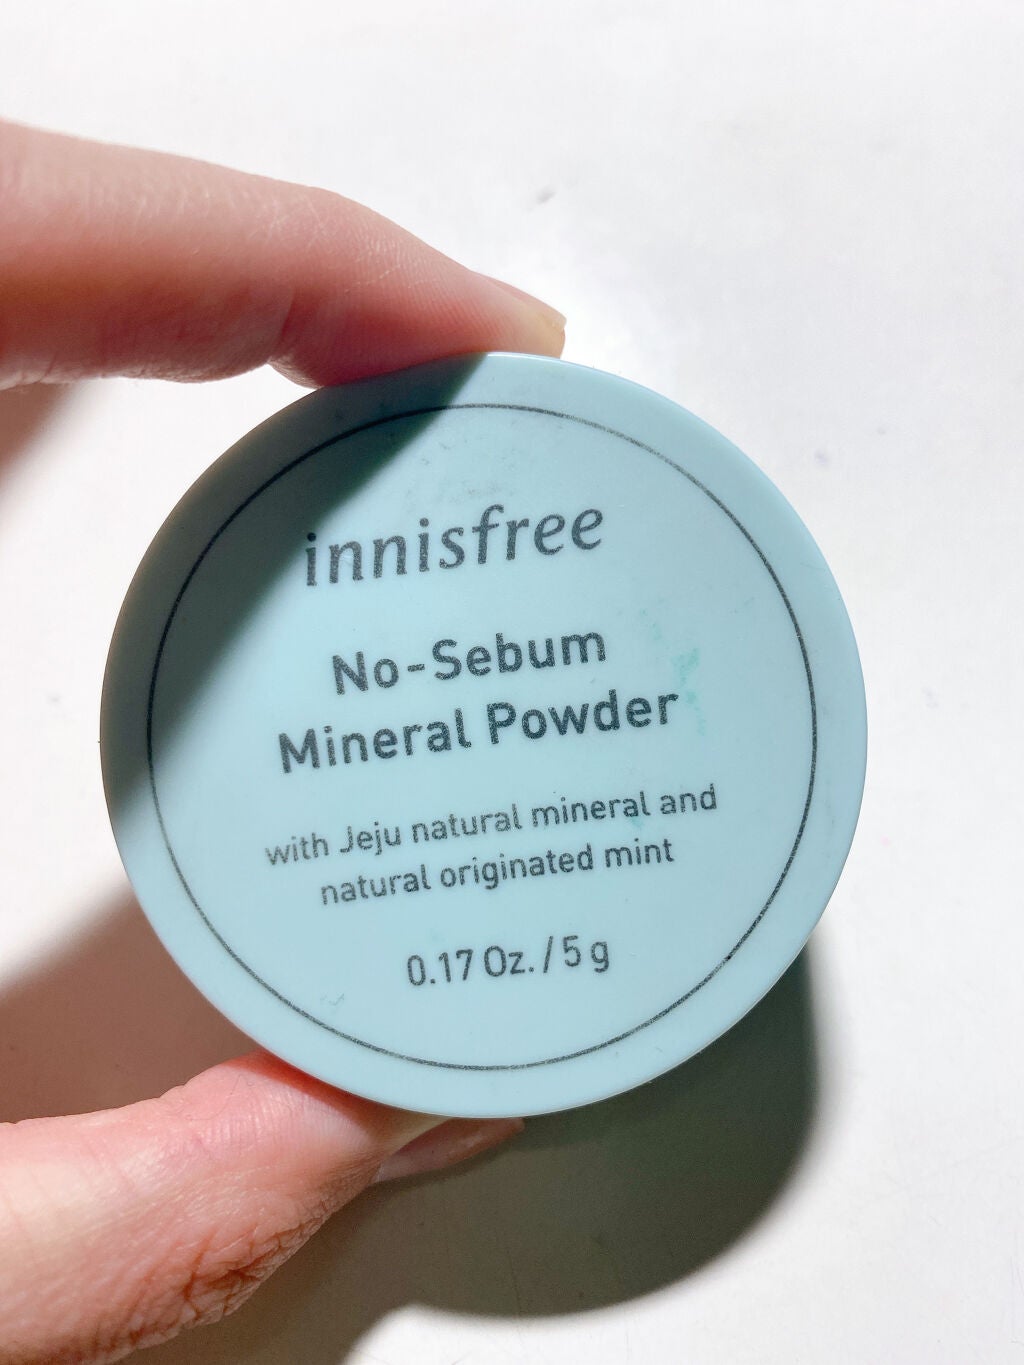 innisfree
No-Sebum
Mineral Powder
with Jeju natural mineral and
natural originated mint
0.17 Oz. / 5 g